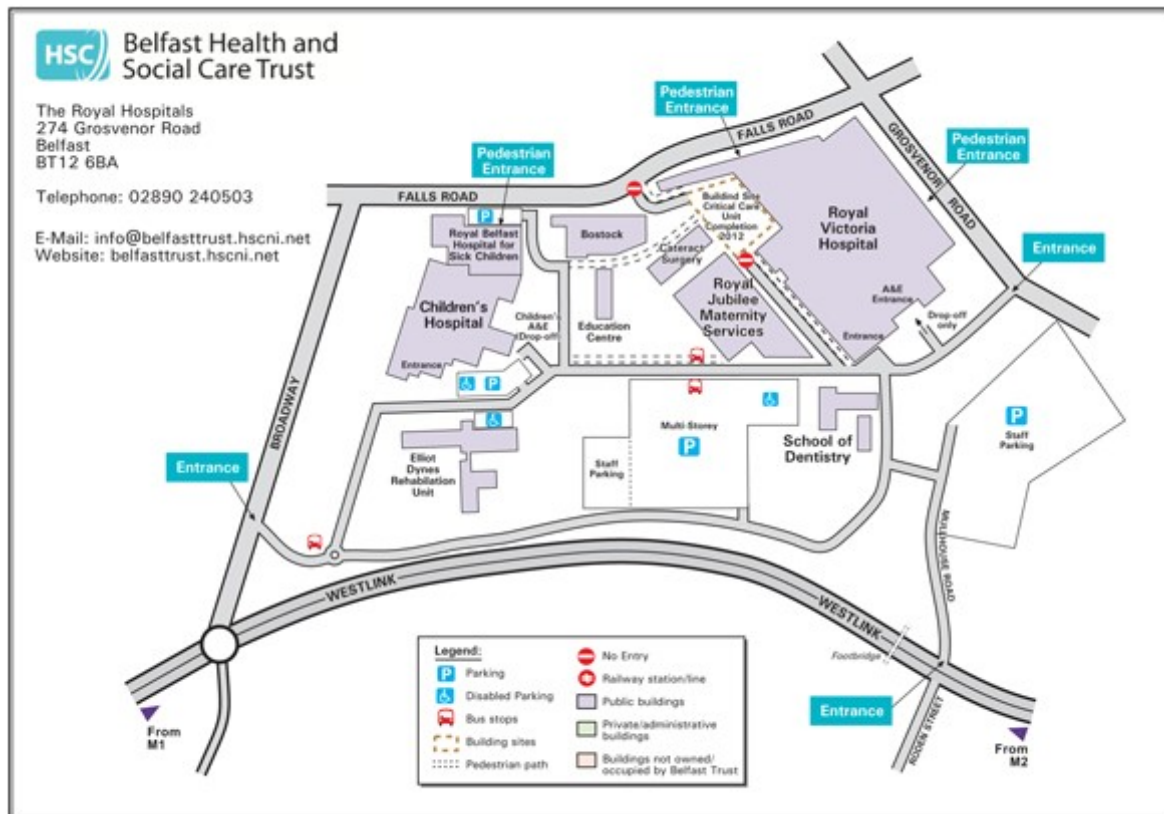 HSC
Belfast Health and
Social Care Trust
The Royal Hospitals
274 Grosvenor Road
Belfast
BT12 6BA
Telephone: 02890 240503
E-Mail: info@belfasttrust.hscni.net
Website: belfasttrust.hscni.net
Pedestrian
Entrance
FALLS ROAD
GROSVENOR
ROAD
Pedestrian
Entrance
Pedestrian
Entrance
FALLS ROAD
P
Royal Belfast
Hospital for
Sick Children
Bostock
Buildind Site
Critical Care
Unit
Completion
2012
Royal
Victoria
Hospital
Cateract
Surgery
Entrance
Royal
Jubilee
Maternity
Services
A&E
Entrance
Children's
Hospital
Children's
A&E
(Drop-off)
Education
Centre
Drop-off
only
Entrance
Entrance
P
BROADWAY
Multi-Storey
P
P
Staff
Parking
School of
Dentistry
Staff
Parking
Elliot
Dynes
Rehabilation
Unit
Entrance
MULHOUSE ROAD
WESTLINK
WESTLINK
Footbridge
Entrance
RODEN STREET
From
M1
From
M2
Legend:
P Parking
Disabled Parking
Bus stops
Building sites
Pedestrian path
No Entry
Railway station/line
Public buildings
Private/administrative
buildings
Buildings not owned/
occupied by Belfast Trust